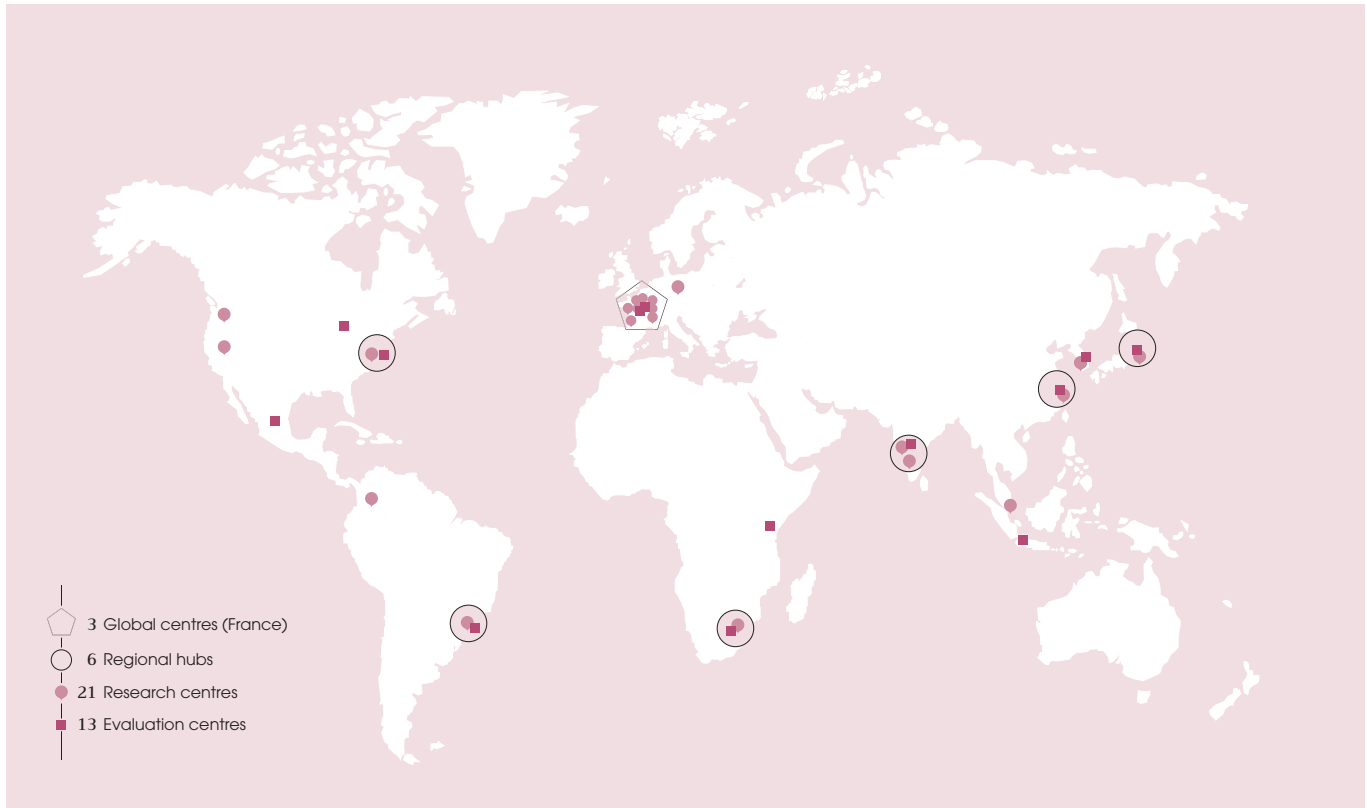 3 Global centres (France)
6 Regional hubs
21 Research centres
13 Evaluation centres